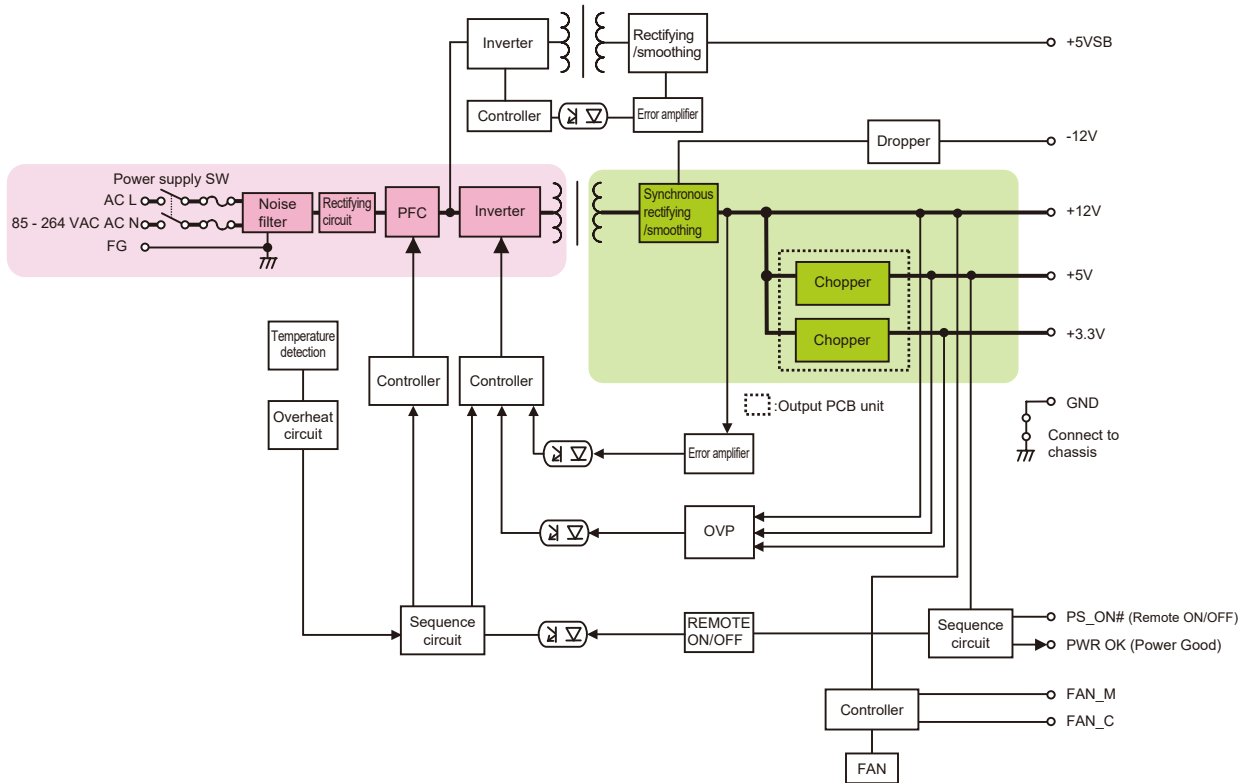 Inverter
Rectifying
/smoothing
+5VSB
Controller
Error amplifier
Dropper
-12V
Power supply SW
AC L
85 - 264 VAC AC N
FG
Noise
filter
Rectifying
circuit
PFC
Inverter
Synchronous
rectifying
/smoothing
+12V
Chopper
+5V
Chopper
+3.3V
Temperature
detection
Controller
Controller
Overheat
circuit
:Output PCB unit
GND
Connect to
chassis
Error amplifier
OVP
Sequence
circuit
REMOTE
ON/OFF
Sequence
circuit
PS_ON# (Remote ON/OFF)
PWR OK (Power Good)
Controller
FAN_M
FAN_C
FAN